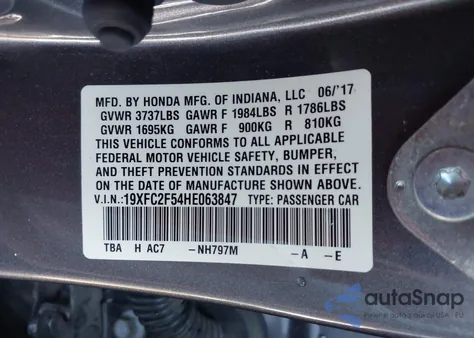 MFD. BY HONDA MFG. OF INDIANA, LLC 06/'17
GVWR 3737LBS GAWR F 1984LBS R 1786LBS
GVWR 1695KG GAWR F 900KG R 810KG
THIS VEHICLE CONFORMS TO ALL APPLICABLE
FEDERAL MOTOR VEHICLE SAFETY, BUMPER,
AND THEFT PREVENTION STANDARDS IN EFFECT
ON THE DATE OF MANUFACTURE SHOWN ABOVE.
V.I.N.: 19XFC2F54HE063847 TYPE: PASSENGER CAR
TBA H AC7 -NH797M -A -E
autoSnap